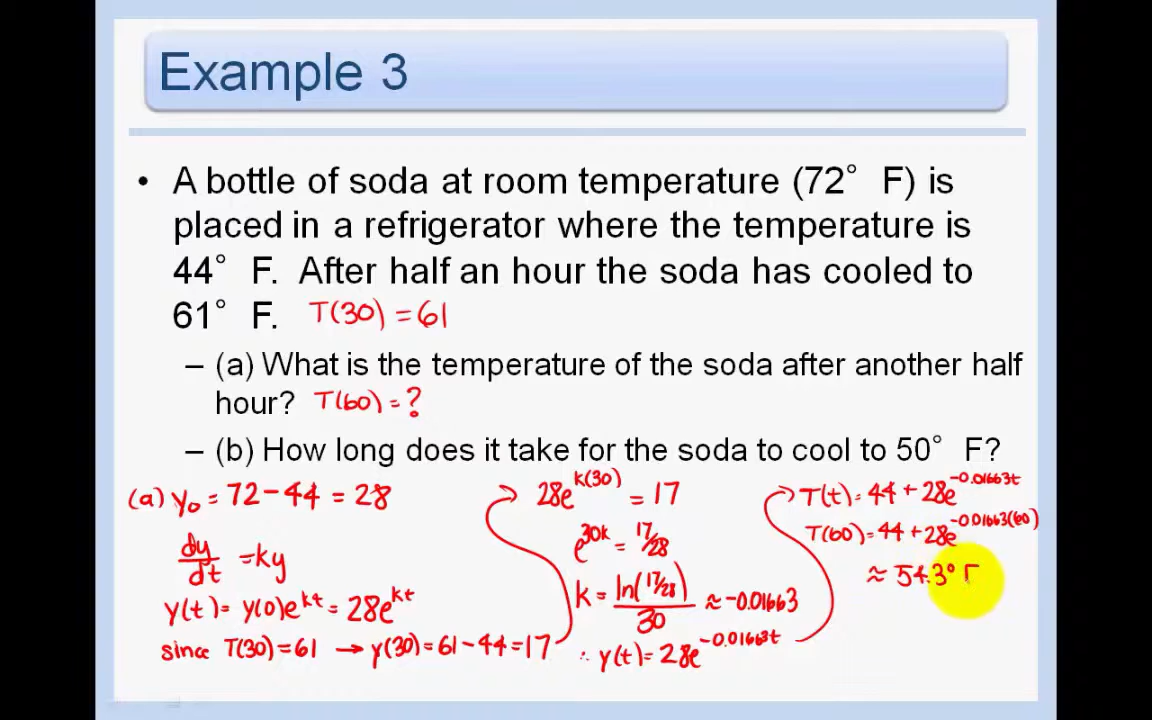 Example 3
• A bottle of soda at room temperature (72° F) is
placed in a refrigerator where the temperature is
44° F. After half an hour the soda has cooled to
61° F. T(30) = 61
– (a) What is the temperature of the soda after another half
hour? T(60) = ?
– (b) How long does it take for the soda to cool to 50° F?
(a) y₀ = 72 - 44 = 28
dy/dt = ky
y(t) = y(0)e^kt = 28e^kt
since T(30) = 61 → y(30) = 61 - 44 = 17
28e^k(30) = 17
e^30k = 17/28
k = ln(17/28)/30 ≈ -0.01663
∴ y(t) = 28e^-0.01663t
T(t) = 44 + 28e^-0.01663t
T(60) = 44 + 28e^-0.01663(60)
≈ 54.3° F